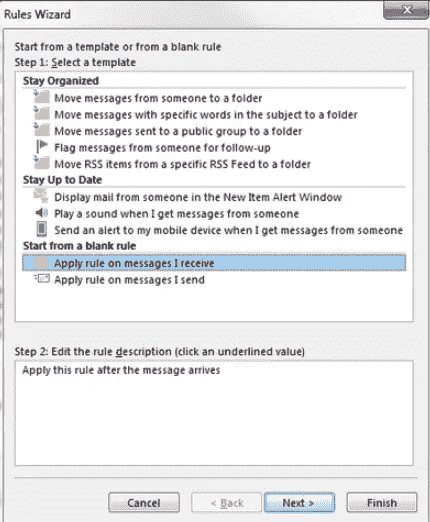 Rules Wizard
Start from a template or from a blank rule
Step 1: Select a template
Stay Organized
Move messages from someone to a folder
Move messages with specific words in the subject to a folder
Move messages sent to a public group to a folder
Flag messages from someone for follow-up
Move RSS items from a specific RSS Feed to a folder
Stay Up to Date
Display mail from someone in the New Item Alert Window
Play a sound when I get messages from someone
Send an alert to my mobile device when I get messages from someone
Start from a blank rule
Apply rule on messages I receive
Apply rule on messages I send
Step 2: Edit the rule description (click an underlined value)
Apply this rule after the message arrives
Cancel < Back Next > Finish